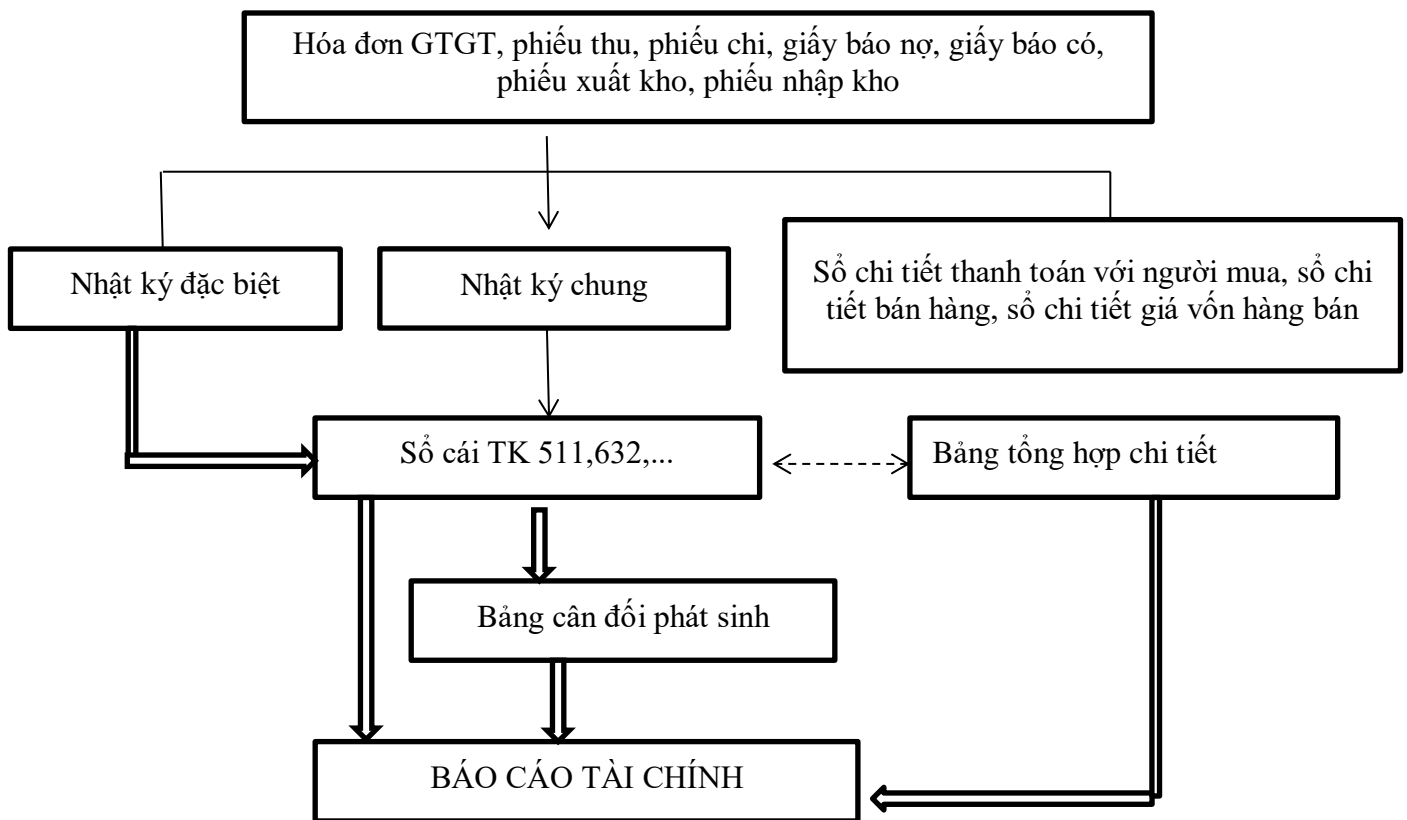 Hóa đơn GTGT, phiếu thu, phiếu chi, giấy báo nợ, giấy báo có,
phiếu xuất kho, phiếu nhập kho
Nhật ký đặc biệt
Nhật ký chung
Sổ chi tiết thanh toán với người mua, sổ chi
tiết bán hàng, sổ chi tiết giá vốn hàng bán
Sổ cái TK 511,632,...
Bảng tổng hợp chi tiết
Bảng cân đối phát sinh
BÁO CÁO TÀI CHÍNH